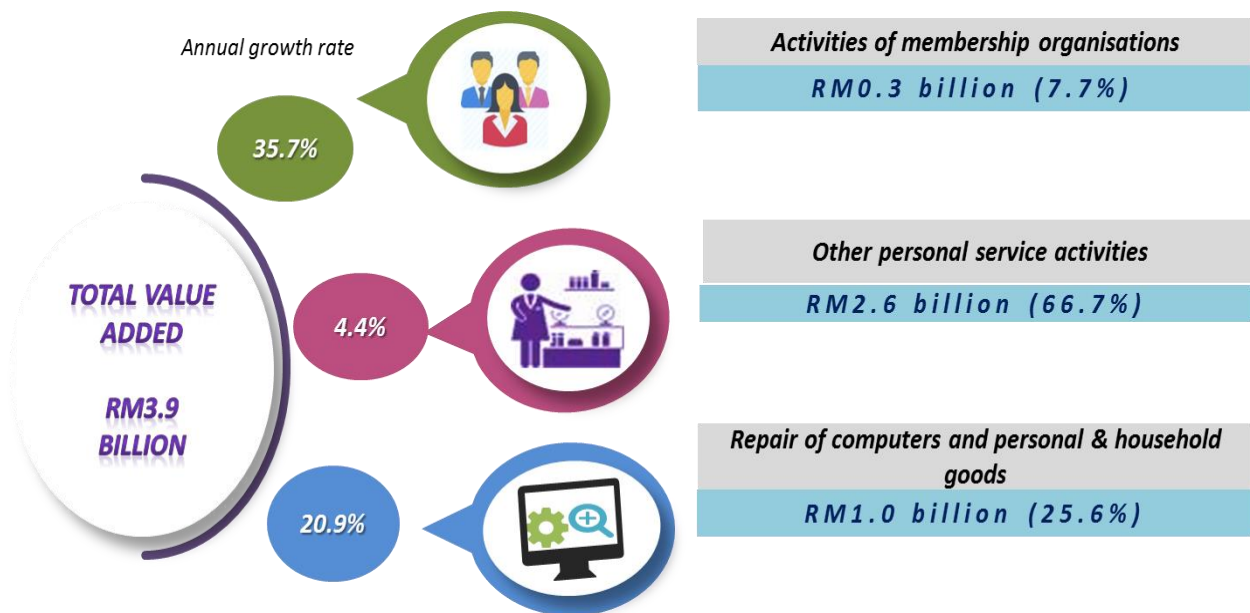 Annual growth rate
35.7%
Activities of membership organisations
RM0.3 billion (7.7%)
TOTAL VALUE
ADDED
RM3.9
BILLION
4.4%
Other personal service activities
RM2.6 billion (66.7%)
20.9%
Repair of computers and personal & household
goods
RM1.0 billion (25.6%)